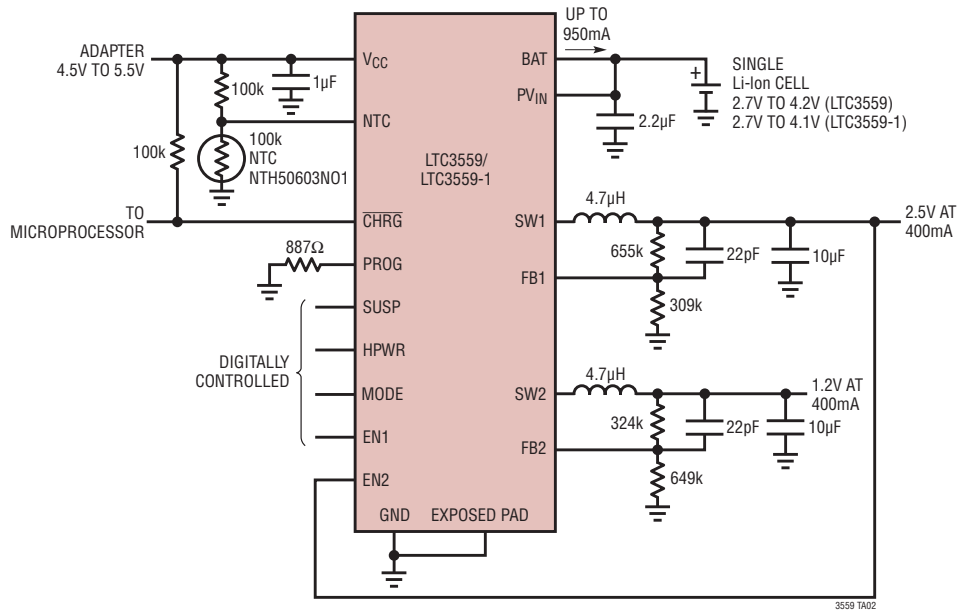 UP TO
950mA
ADAPTER
4.5V TO 5.5V
VCC
BAT
SINGLE
Li-Ion CELL
2.7V TO 4.2V (LTC3559)
2.7V TO 4.1V (LTC3559-1)
+
100k
1µF
PVIN
2.2µF
NTC
100k
NTC
NTH50603NO1
100k
LTC3559/
LTC3559-1
TO
MICROPROCESSOR
CHRG
SW1
4.7µH
2.5V AT
400mA
655k
22pF
10µF
887Ω
PROG
FB1
309k
SUSP
DIGITALLY
CONTROLLED
HPWR
MODE
EN1
SW2
4.7µH
1.2V AT
400mA
324k
22pF
10µF
FB2
649k
EN2
GND
EXPOSED PAD
3559 TA02